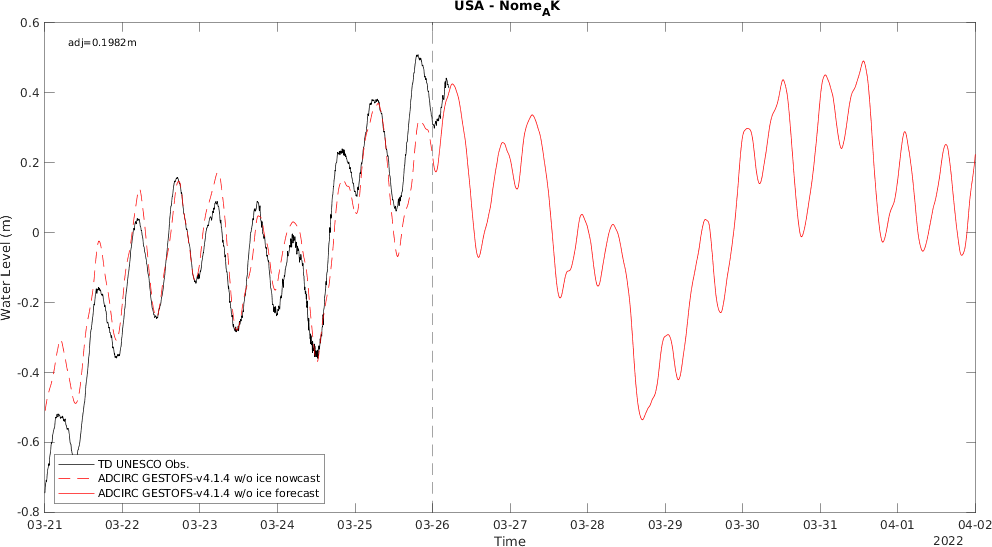 USA - Nome_AK
adj=0.1982m
0.6
0.4
0.2
0
-0.2
-0.4
-0.6
-0.8
Water Level (m)
TD UNESCO Obs.
ADCIRC GESTOFS-v4.1.4 w/o ice nowcast
ADCIRC GESTOFS-v4.1.4 w/o ice forecast
03-21 03-22 03-23 03-24 03-25 03-26 03-27 03-28 03-29 03-30 03-31 04-01 04-02
Time
2022